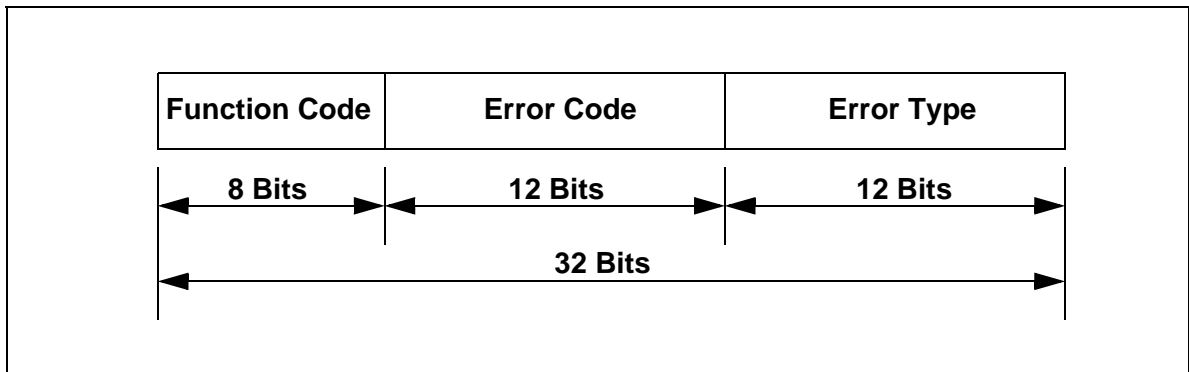 Function Code Error Code Error Type
8 Bits 12 Bits 12 Bits
32 Bits